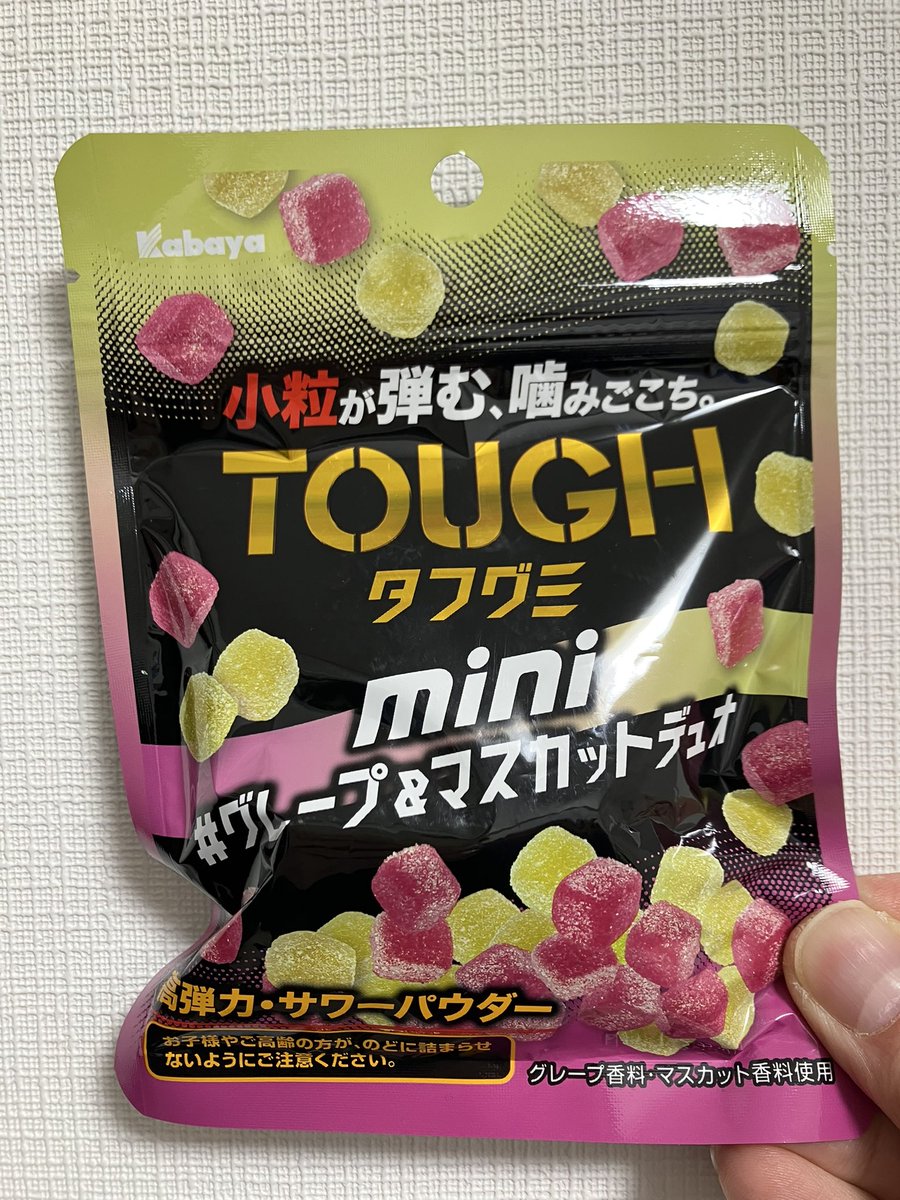 Kabaya
小粒が弾む、噛みごこち。
TOUGH
タフグミ
mini
#グレープ&マスカットデュオ
高弾力・サワーパウダー
お子様やご高齢の方が、のどに詰まらせ
ないようにご注意ください。
グレープ香料・マスカット香料使用